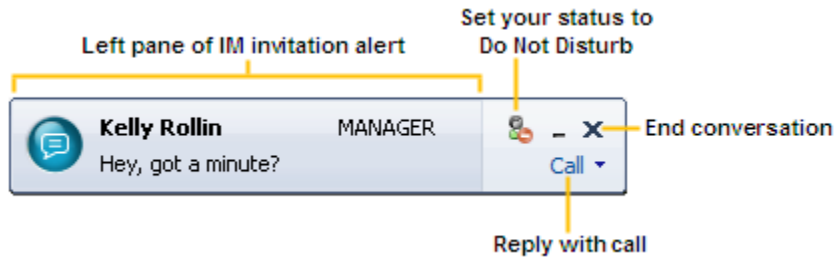 Set your status to
Do Not Disturb
Left pane of IM invitation alert
Kelly Rollin MANAGER
Hey, got a minute?
Call
End conversation
Reply with call